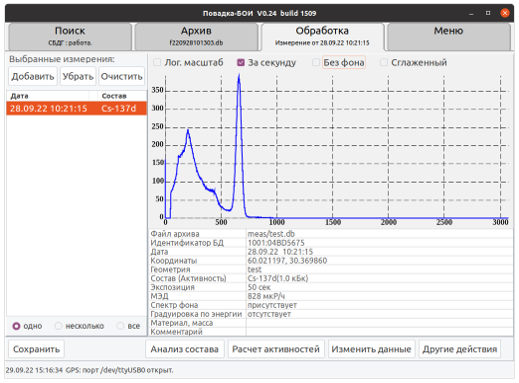 Повадка-БОИ V0.24 build 1509
Поиск
СБДГ : работа.
Архив
f220928101303.db
Обработка
Измерение от 28.09.22 10:21:15
Меню
Выбранные измерения:
Добавить Убрать Очистить
Дата Состав
28.09.22 10:21:15 Cs-137d
одно несколько все
Лог. масштаб За секунду Без фона Сглаженный
350
300
250
200
150
100
50
0
0 500 1000 1500 2000 2500 3000
Файл архива meas/test.db
Идентификатор БД 1001:04BD5675
Дата 28.09.22 10:21:15
Координаты 60.021197, 30.369860
Геометрия test
Состав (Активность) Cs-137d(1.0 кБк)
Экспозиция 50 сек
МЭД 828 мкР/ч
Спектр фона присутствует
Градуировка по энергии отсутствует
Материал, масса
Комментарий
Сохранить Анализ состава Расчет активностей Изменить данные Другие действия
29.09.22 15:16:34 GPS: порт /dev/ttyUSB0 открыт.